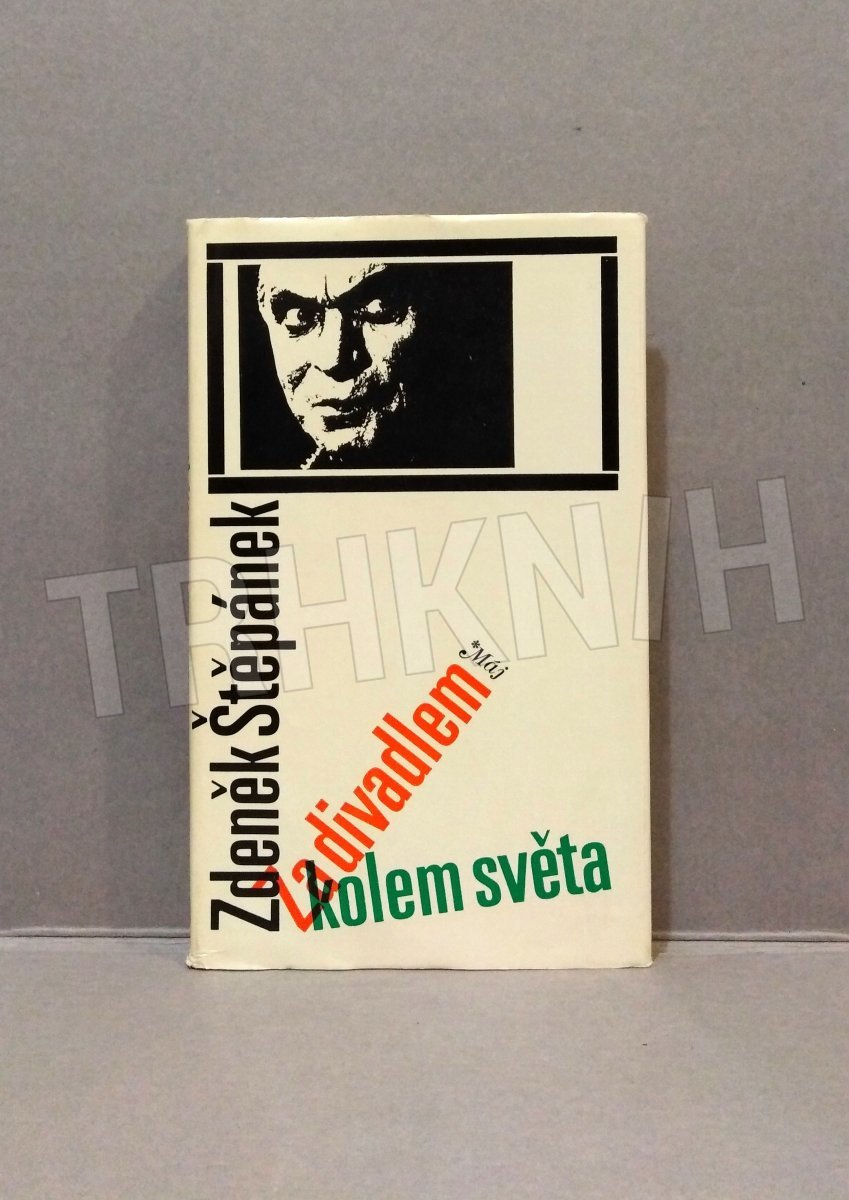 Zdeněk Štěpánek
Za divadlem
*Máj
kolem světa
TRHKNIH